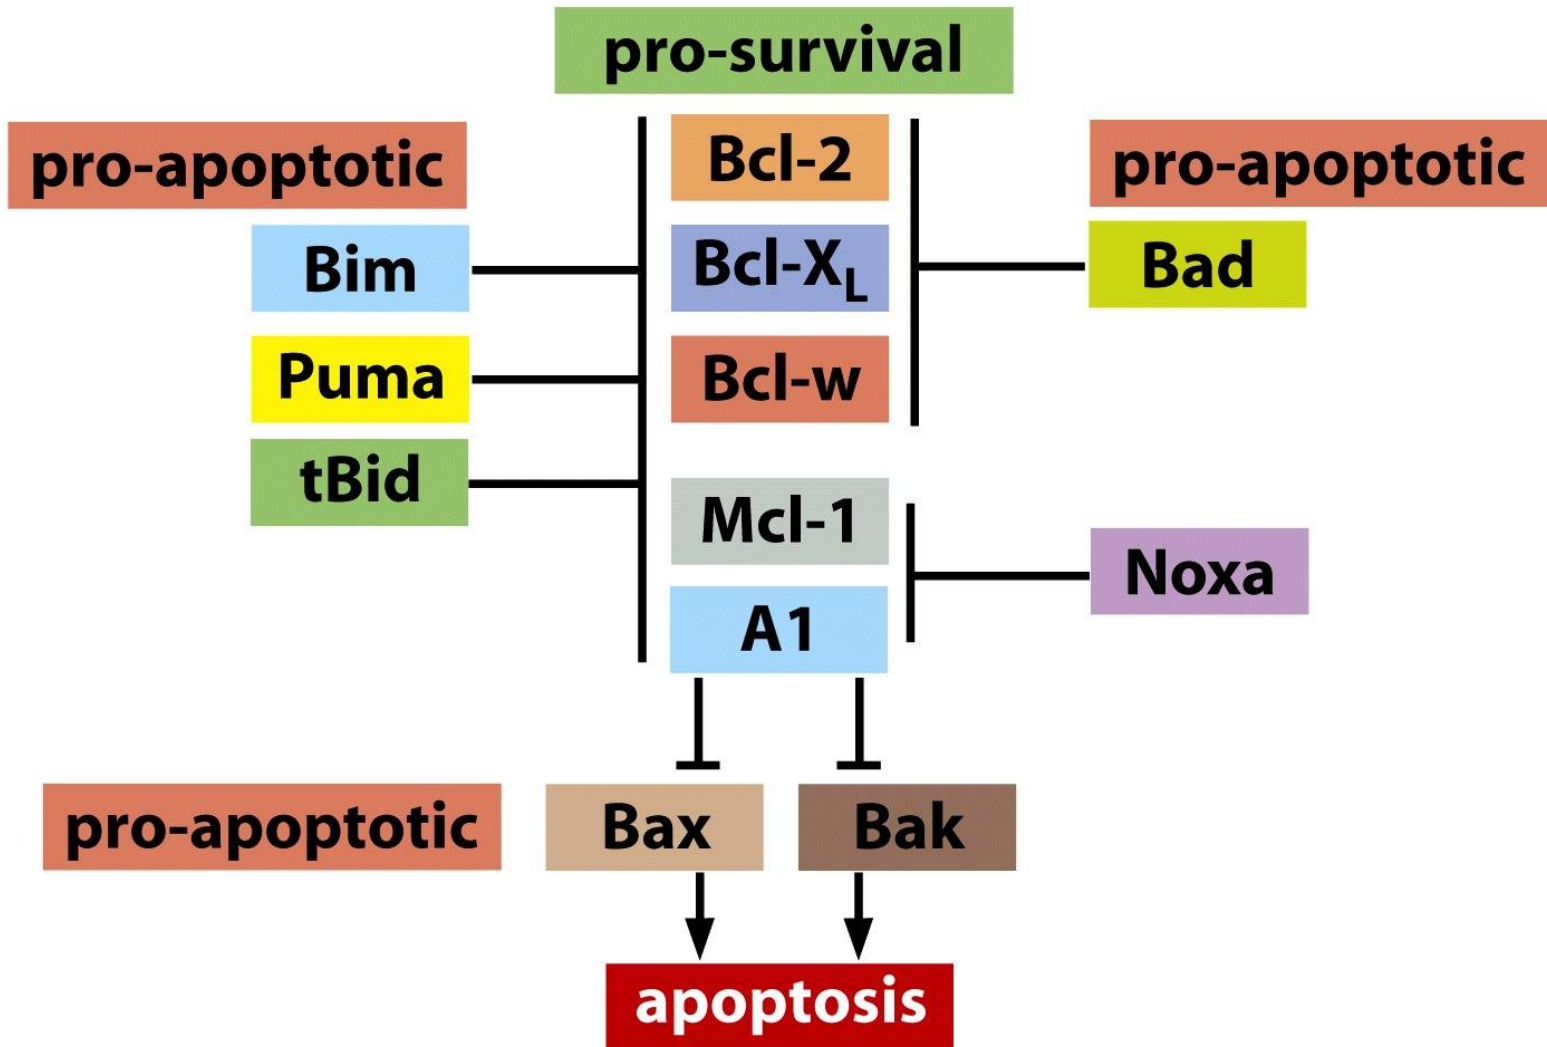 pro-survival
pro-apoptotic
Bim
Puma
tBid
Bcl-2
Bcl-XL
Bcl-w
Mcl-1
A1
pro-apoptotic
Bad
Noxa
pro-apoptotic
Bax
Bak
apoptosis